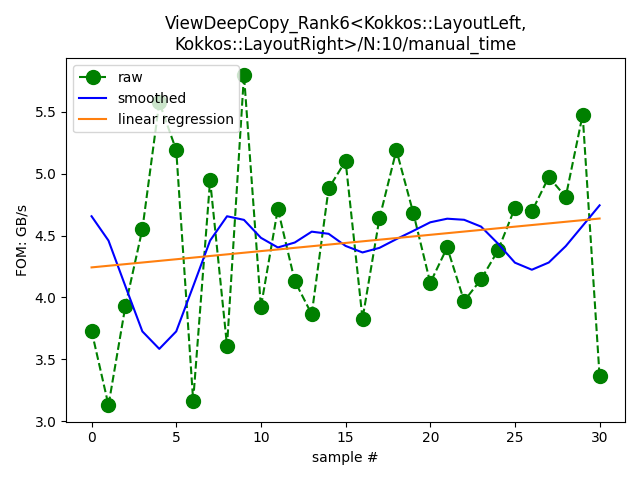 ViewDeepCopy_Rank6<Kokkos::LayoutLeft,
Kokkos::LayoutRight>/N:10/manual_time
raw
smoothed
linear regression
FOM: GB/s
5.5
5.0
4.5
4.0
3.5
3.0
0 5 10 15 20 25 30
sample #